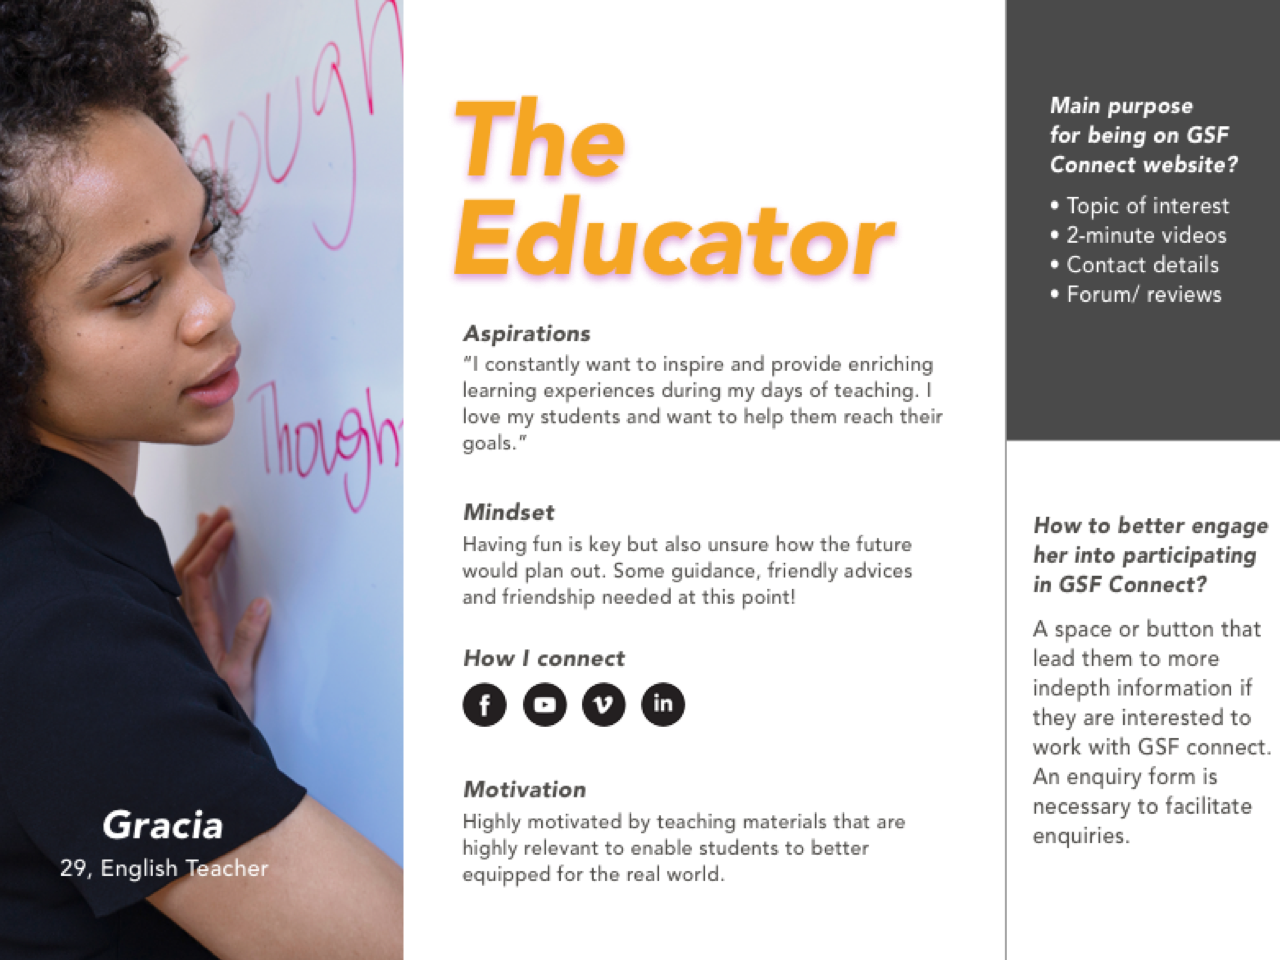 Though
Though
Gracia
29, English Teacher
The
Educator
Aspirations
“I constantly want to inspire and provide enriching
learning experiences during my days of teaching. I
love my students and want to help them reach their
goals.”
Mindset
Having fun is key but also unsure how the future
would plan out. Some guidance, friendly advices
and friendship needed at this point!
How I connect
f
in
Motivation
Highly motivated by teaching materials that are
highly relevant to enable students to better
equipped for the real world.
Main purpose
for being on GSF
Connect website?
• Topic of interest
• 2-minute videos
• Contact details
• Forum/ reviews
How to better engage
her into participating
in GSF Connect?
A space or button that
lead them to more
indepth information if
they are interested to
work with GSF connect.
An enquiry form is
necessary to facilitate
enquiries.